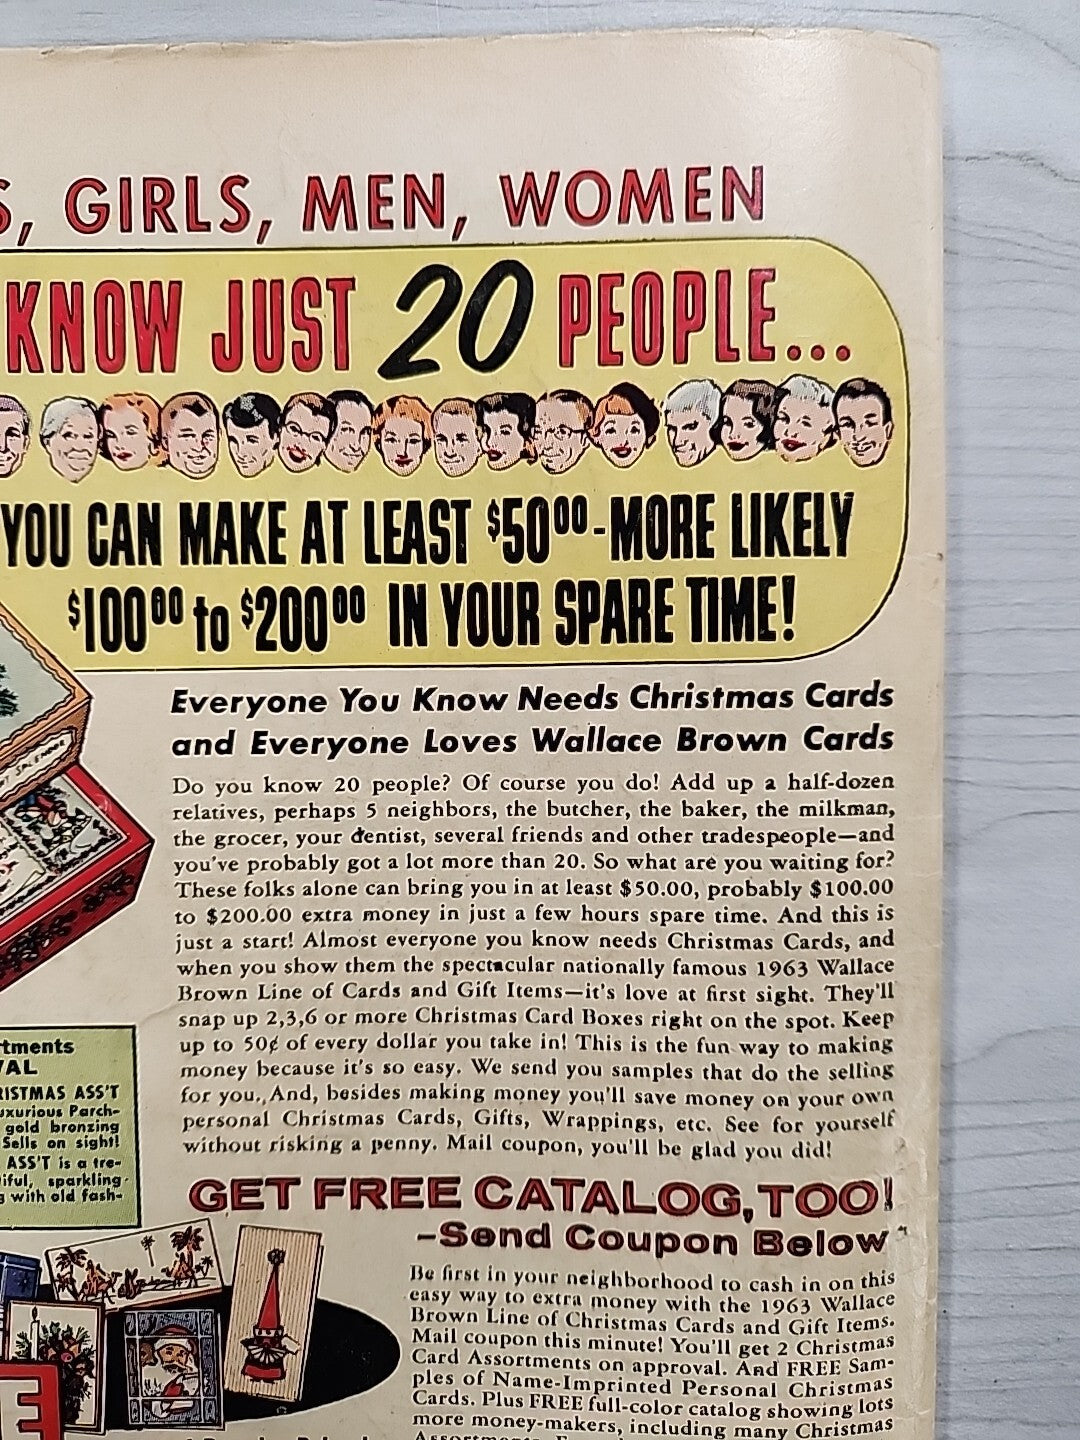 S, GIRLS, MEN, WOMEN
KNOW JUST 20 PEOPLE...
YOU CAN MAKE AT LEAST $5000-MORE LIKELY
$10000 to $20000 IN YOUR SPARE TIME!
Everyone You Know Needs Christmas Cards
and Everyone Loves Wallace Brown Cards
Do you know 20 people? Of course you do! Add up a half-dozen
relatives, perhaps 5 neighbors, the butcher, the baker, the milkman,
the grocer, your dentist, several friends and other tradespeople—and
you've probably got a lot more than 20. So what are you waiting for?
These folks alone can bring you in at least $50.00, probably $100.00
to $200.00 extra money in just a few hours spare time. And this is
just a start! Almost everyone you know needs Christmas Cards, and
when you show them the spectacular nationally famous 1963 Wallace
Brown Line of Cards and Gift Items—it's love at first sight. They'll
snap up 2,3,6 or more Christmas Card Boxes right on the spot. Keep
up to 50¢ of every dollar you take in! This is the fun way to making
money because it's so easy. We send you samples that do the selling
for you. And, besides making money you'll save money on your own
personal Christmas Cards, Gifts, Wrappings, etc. See for yourself
without risking a penny. Mail coupon, you'll be glad you did!
SPLENDOR
rtments
VAL
RISTMAS ASS'T
uxurious Parch-
gold bronzing
Sells on sight!
ASS'T is a tre-
iful, sparkling
g with old fash-
GET FREE CATALOG, TOO!
-Send Coupon Below
Be first in your neighborhood to cash in on this
easy way to extra money with the 1963 Wallace
Brown Line of Christmas Cards and Gift Items.
Mail coupon this minute! You'll get 2 Christmas
Card Assortments on approval. And FREE Sam-
ples of Name-Imprinted Personal Christmas
Cards. Plus FREE full-color catalog showing lots
more money-makers, including many Christmas
E